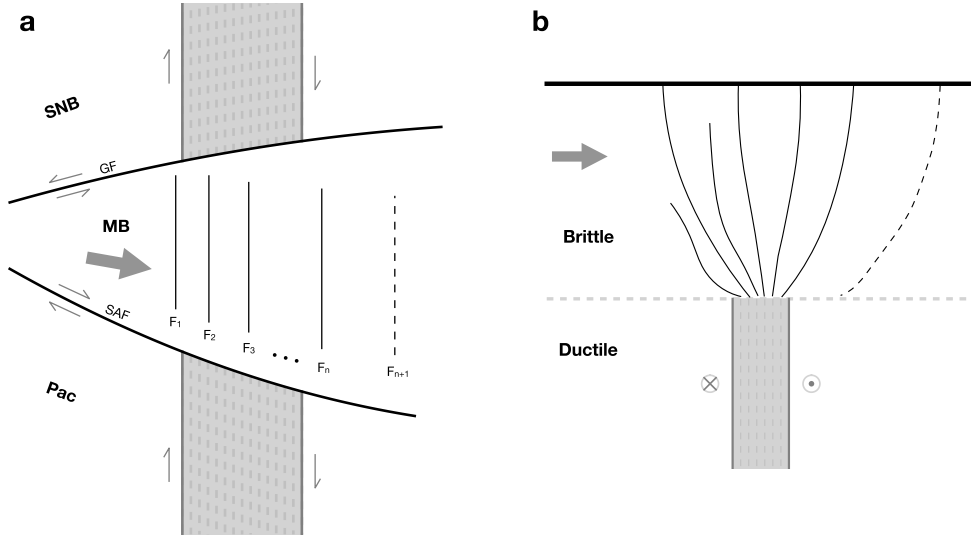 a
SNB
GF
MB
SAF
F1
F2
F3
• • •
Fn
Fn+1
Pac
b
Brittle
Ductile